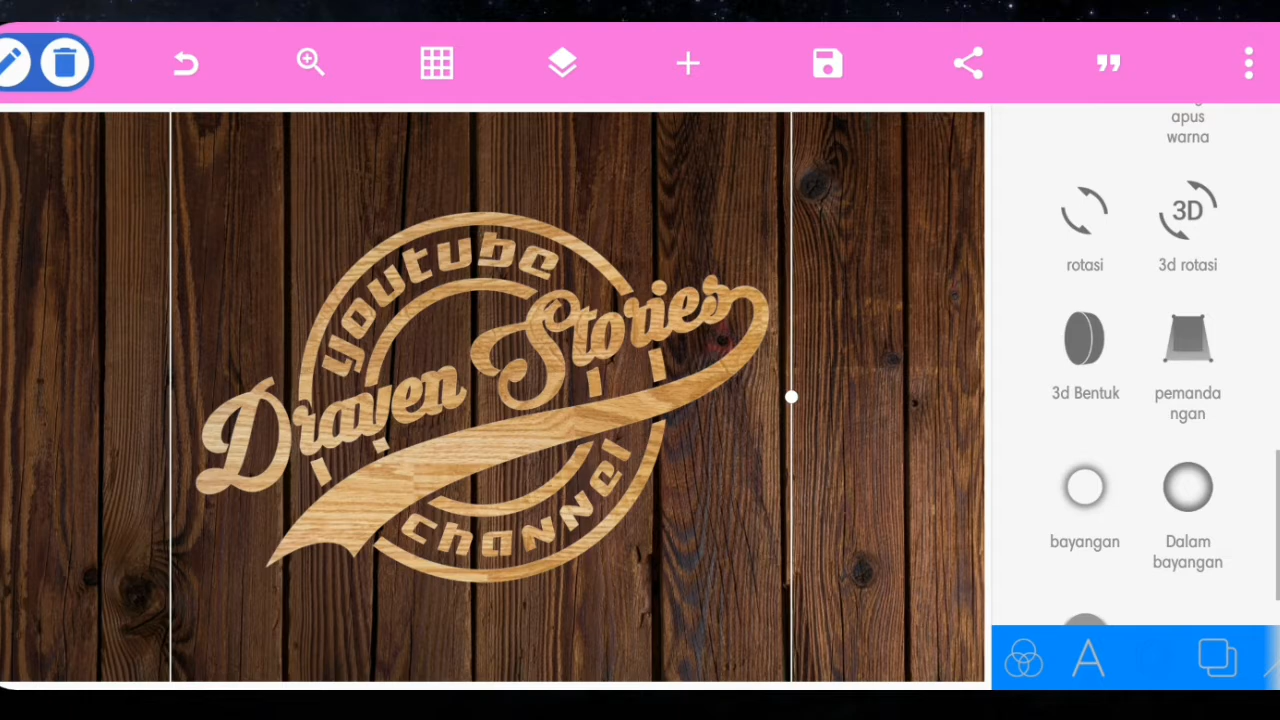 apus
warna
rotasi
3D
3d rotasi
3d Bentuk
pemanda
ngan
bayangan
Dalam
bayangan
A
youtube
Draven Stories
channel